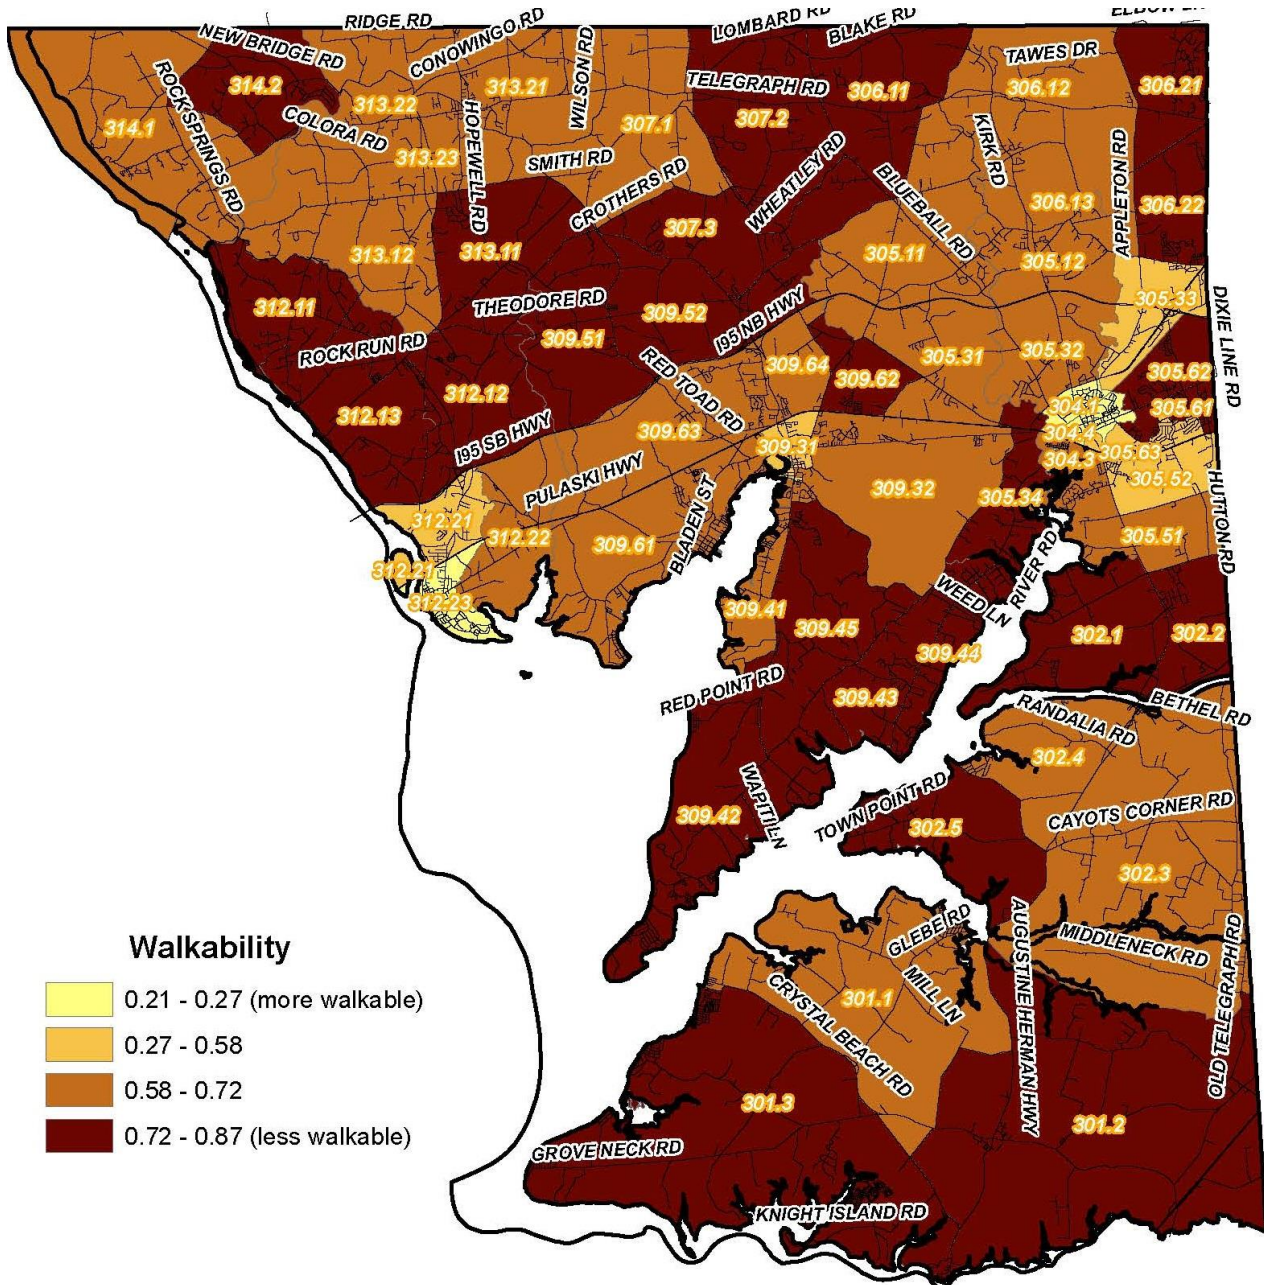 RIDGE RD
LOMBARD RD
BLAKE RD
NEW BRIDGE RD
CONOWINGO RD
WILSON RD
TAWES DR
314.2
313.21
TELEGRAPH RD
306.11
306.12
306.21
ROCK SPRINGS RD
313.22
314.1
COLORA RD
HOPEWELL RD
307.1
307.2
KIRK RD
313.23
SMITH RD
CROTHERS RD
WHEATLEY RD
BLUEBALL RD
APPLETON RD
306.13
306.22
307.3
313.12
313.11
305.11
305.12
312.11
THEODORE RD
309.52
I95 NB HWY
305.33
DIXIE LINE RD
ROCK RUN RD
309.51
RED TOAD RD
309.64
309.62
305.31
305.32
305.62
312.12
312.13
304.1
305.61
I95 SB HWY
309.63
309.31
304.4
304.3
305.63
305.52
PULASKI HWY
309.32
305.34
HUTTON RD
312.21
312.22
309.61
BLADEN ST
305.51
312.21
RIVER RD
312.23
309.41
WEED LN
309.45
302.1
302.2
309.44
RED POINT RD
309.43
RANDALIA RD
BETHEL RD
302.4
WAPITI LN
TOWN POINT RD
CAYOTS CORNER RD
309.42
302.5
302.3
GLEBE RD
AUGUSTINE HERMAN HWY
MIDDLENECK RD
OLD TELEGRAPH RD
Walkability
CRYSTAL BEACH RD
301.1
MILL LN
0.21 - 0.27 (more walkable)
0.27 - 0.58
0.58 - 0.72
0.72 - 0.87 (less walkable)
301.3
301.2
GROVE NECK RD
KNIGHT ISLAND RD